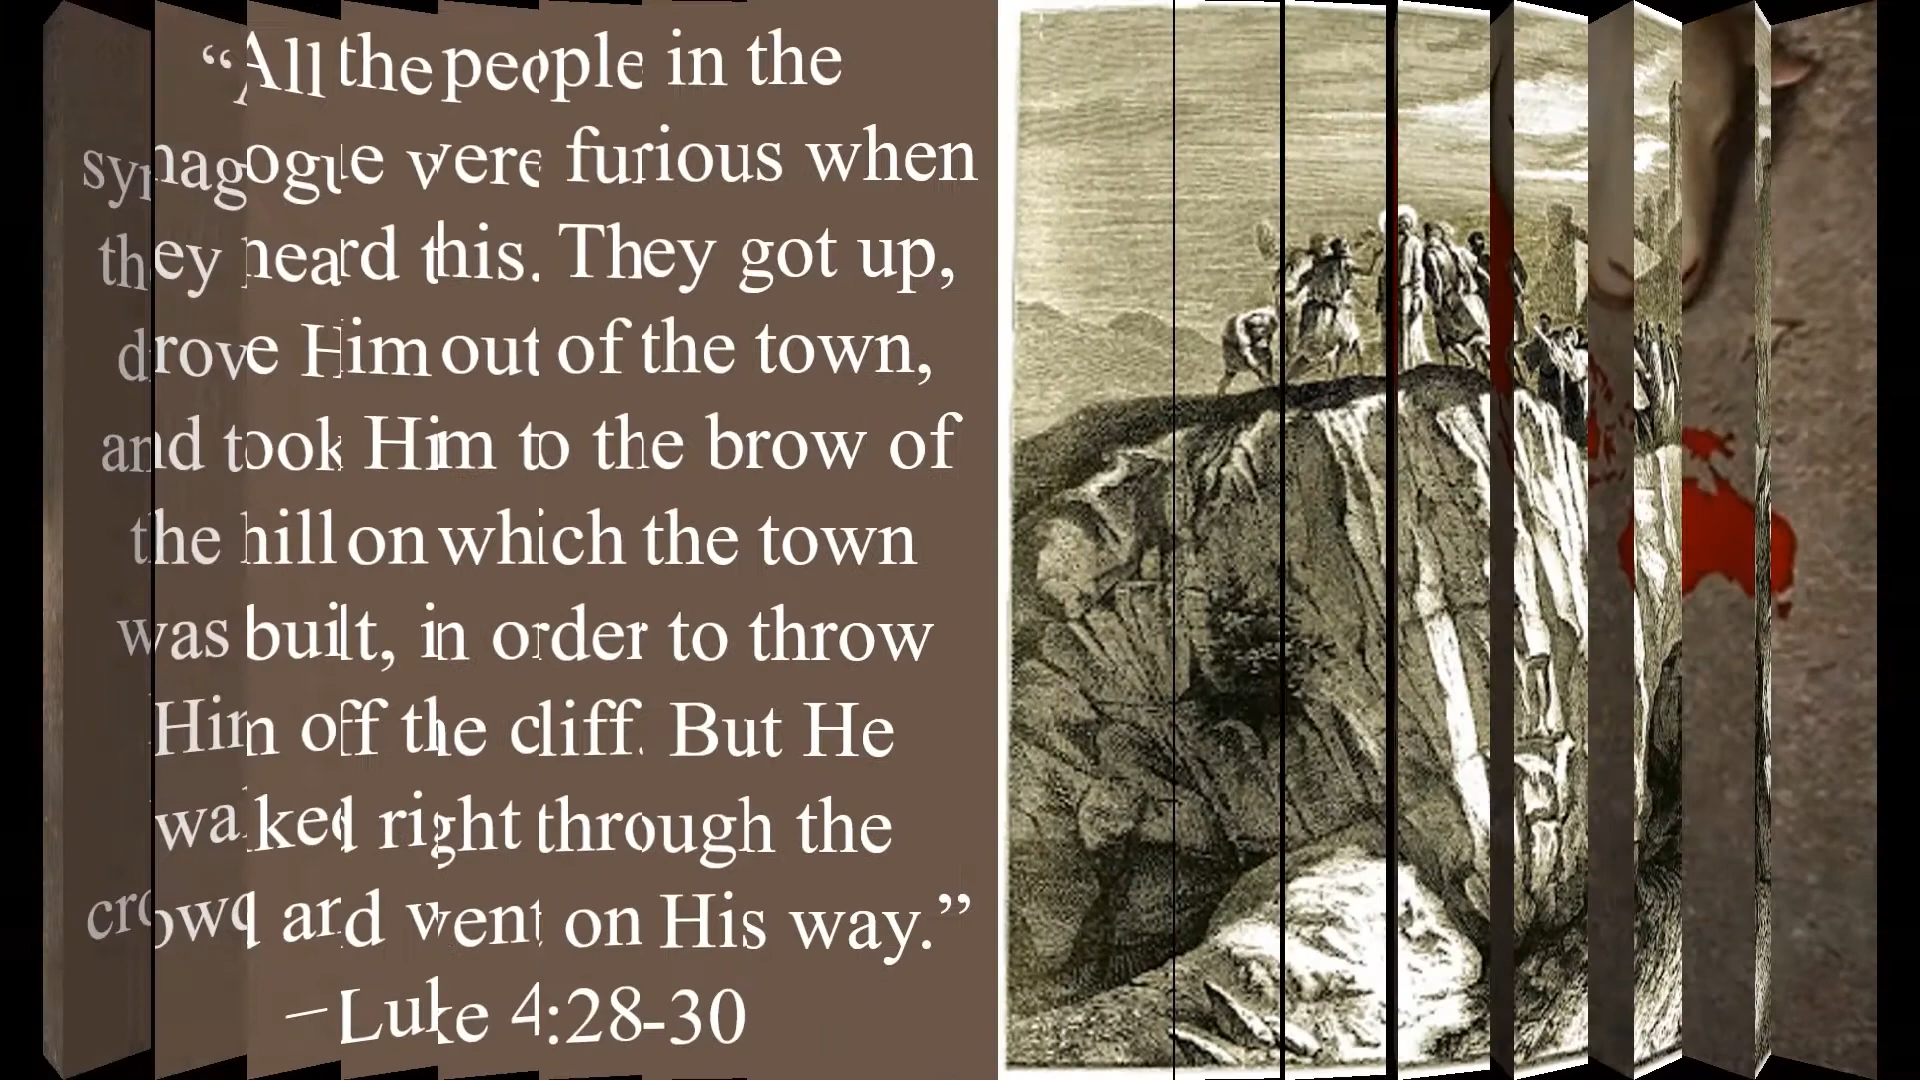 “All the people in the
synagogue were furious when
they heard this. They got up,
drove Him out of the town,
and took Him to the brow of
the hill on which the town
was built, in order to throw
Him off the cliff. But He
walked right through the
crowd and went on His way.”
–Luke 4:28-30